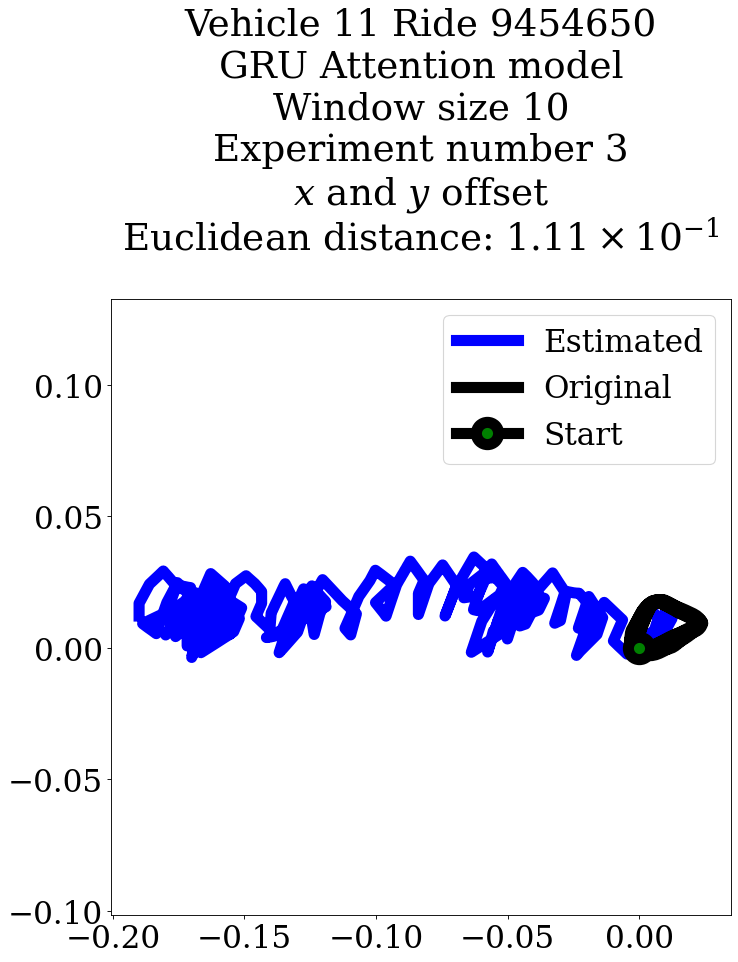 Vehicle 11 Ride 9454650
GRU Attention model
Window size 10
Experiment number 3
x and y offset
Euclidean distance: 1.11 × 10⁻¹
Estimated
Original
Start
0.10
0.05
0.00
−0.05
−0.10
−0.20 −0.15 −0.10 −0.05 0.00